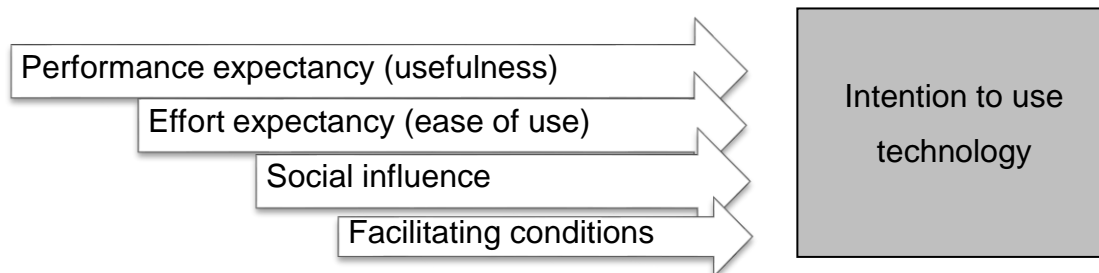 Performance expectancy (usefulness)
Effort expectancy (ease of use)
Social influence
Facilitating conditions
Intention to use
technology